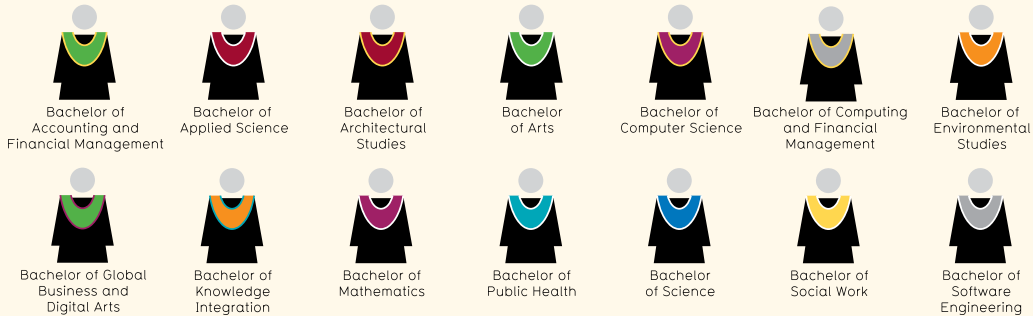 Bachelor of
Accounting and
Financial Management
Bachelor of
Applied Science
Bachelor of
Architectural
Studies
Bachelor
of Arts
Bachelor of
Computer Science
Bachelor of Computing
and Financial
Management
Bachelor of
Environmental
Studies
Bachelor of Global
Business and
Digital Arts
Bachelor of
Knowledge
Integration
Bachelor of
Mathematics
Bachelor of
Public Health
Bachelor
of Science
Bachelor of
Social Work
Bachelor of
Software
Engineering